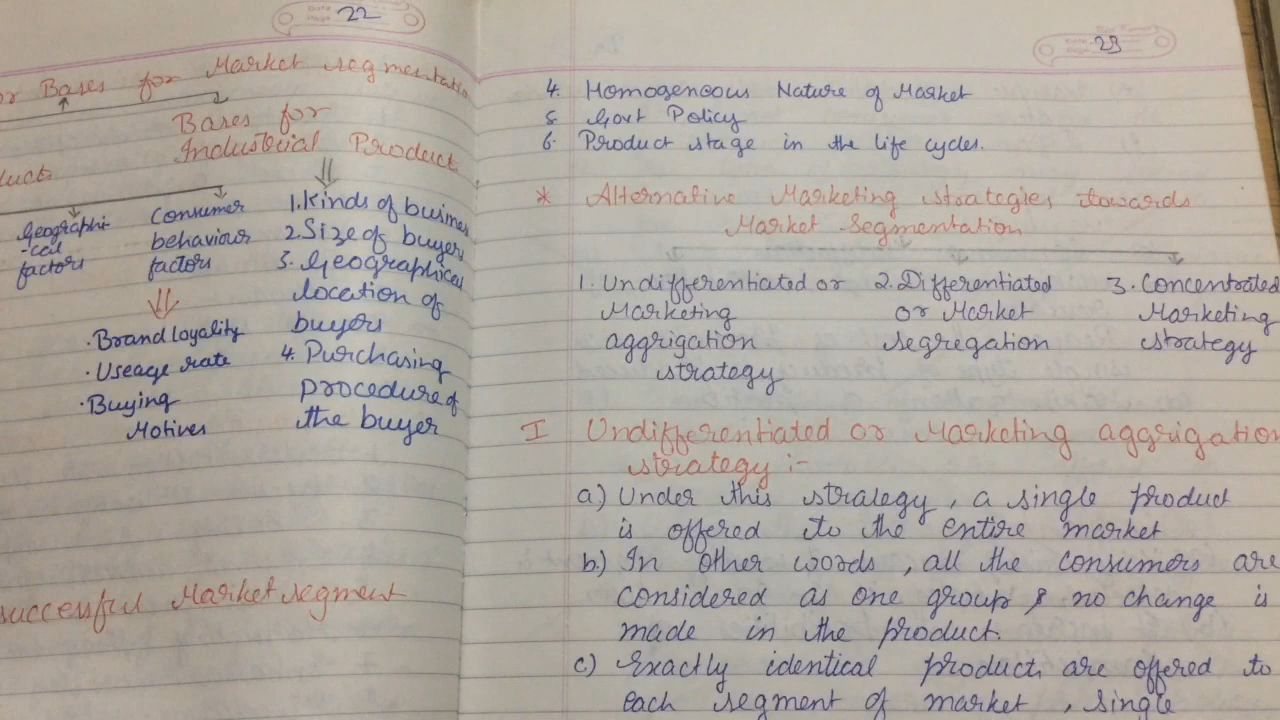 22
or Bases for Market segmentatio
Bases for
Industrial Product
duct
Geographi
-cal
factors
Consumer
behaviour
factors
. Brand loyality
. Useage rate
. Buying
Motives
1. Kinds of busines
2. Size of buyers
3. Geographical
location of
buyers
4. Purchasing
procedure of
the buyer
successful Market segment
23
4. Homogeneous Nature of Market
5 Govt Policy
6. Product stage in the life cycles.
* Alternative Marketing strategies towards
Market Segmentation
1. Undifferentiated or
Marketing
aggrigation
strategy
2. Differentiated
or Market
segregation
3. Concentrated
Marketing
strategy
I Undifferentiated or Marketing aggrigation
strategy :-
a) Under this strategy, a single product
is offered to the entire market
b.) In other words, all the consumers are
considered as one group & no change is
made in the product.
c) Exactly identical products are offered to
each segment of market, single